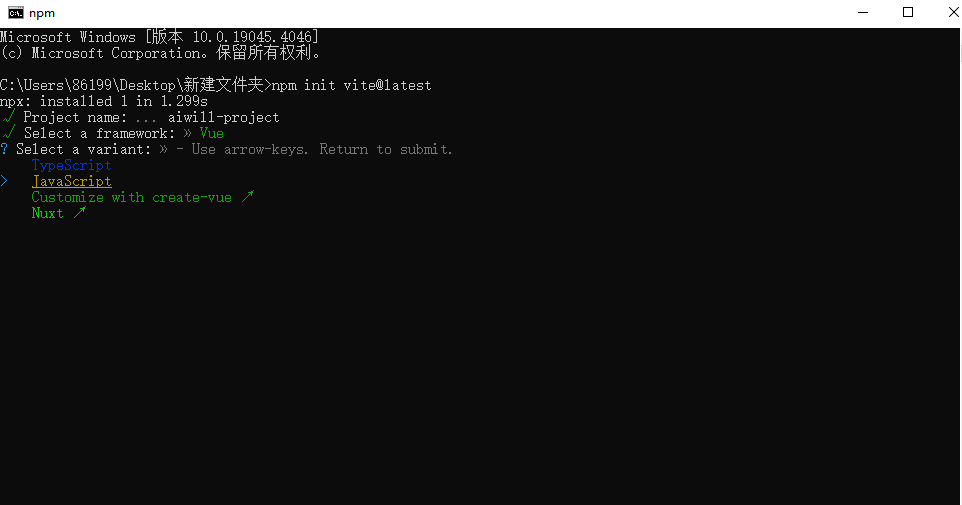 npm
Microsoft Windows [版本 10.0.19045.4046]
(c) Microsoft Corporation。保留所有权利。
C:\Users\86199\Desktop\新建文件夹>npm init vite@latest
npx: installed 1 in 1.299s
√ Project name: ... aiwill-project
√ Select a framework: » Vue
? Select a variant: » - Use arrow-keys. Return to submit.
TypeScript
> JavaScript
Customize with create-vue ↗
Nuxt ↗